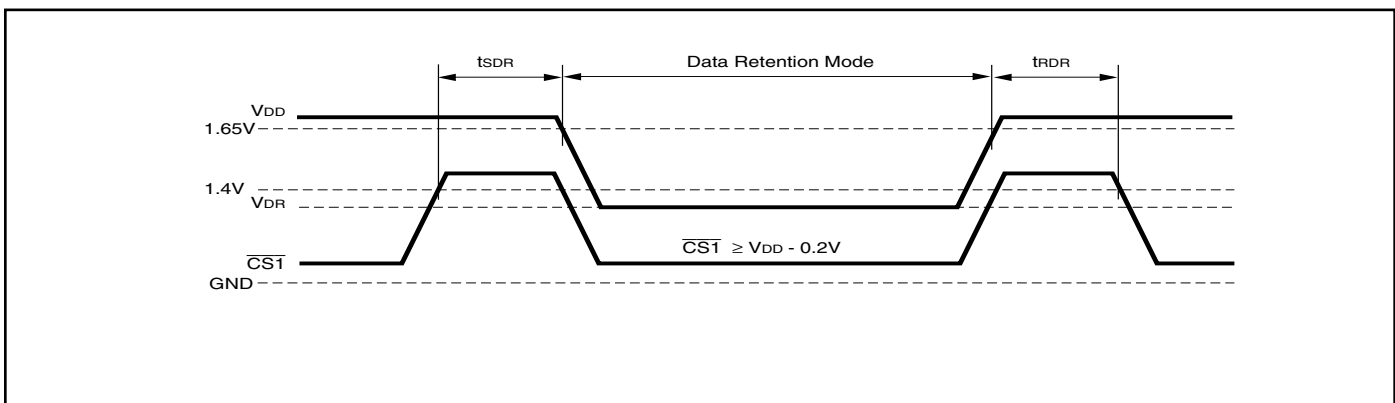 tSDR
Data Retention Mode
tRDR
VDD
1.65V
1.4V
VDR
CS1 ≥ VDD - 0.2V
CS1
GND